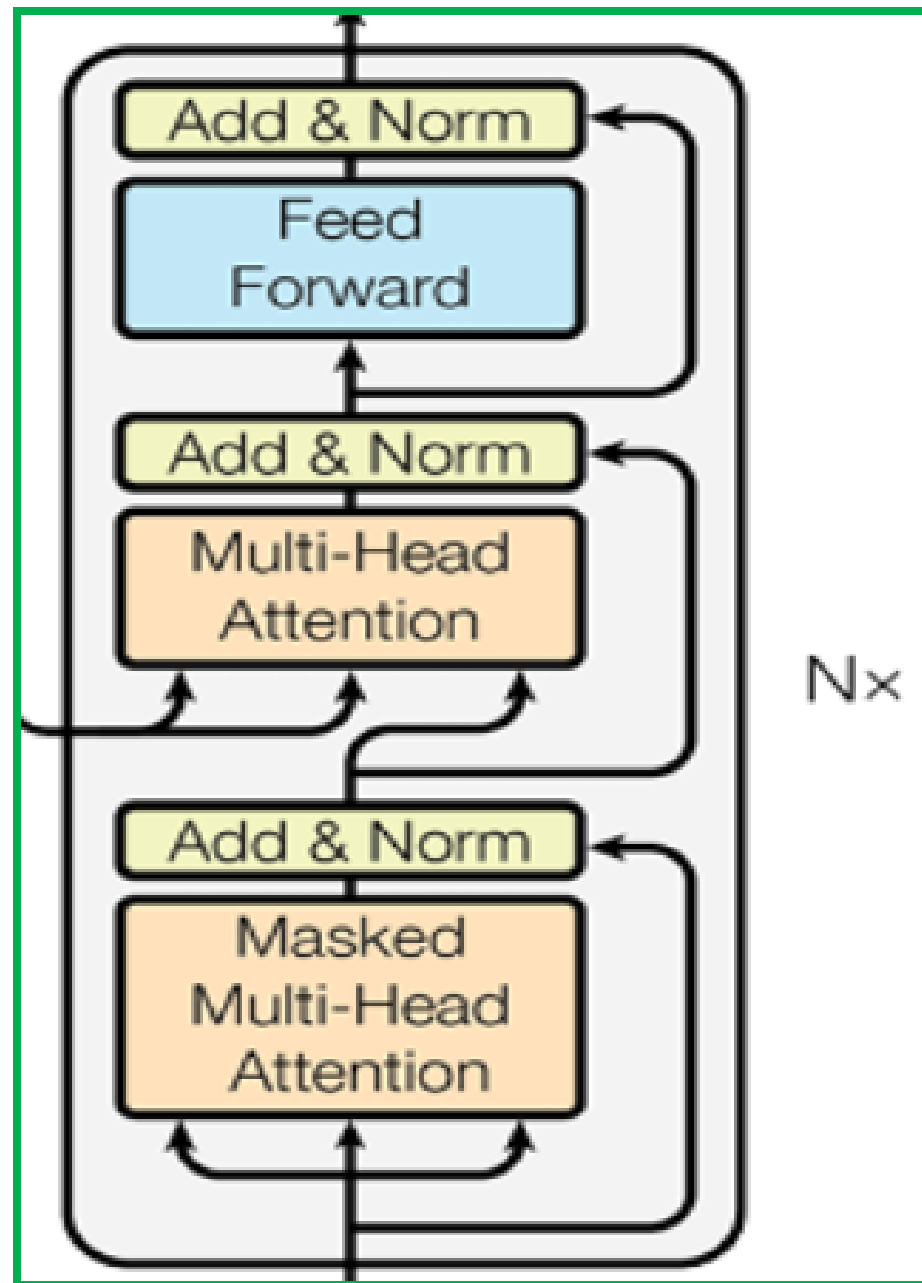 Add & Norm
Feed
Forward
Add & Norm
Multi-Head
Attention
Nx
Add & Norm
Masked
Multi-Head
Attention